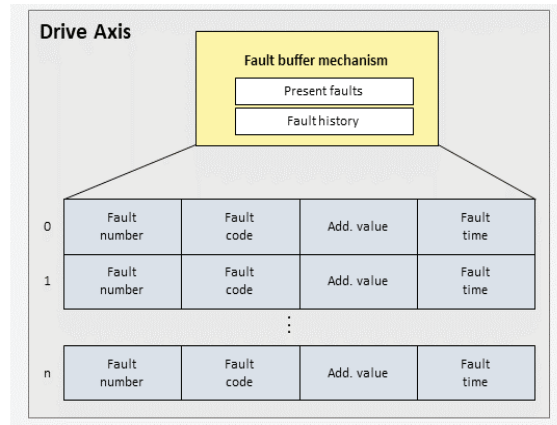 Drive Axis
Fault buffer mechanism
Present faults
Fault history
0 Fault number Fault code Add. value Fault time
1 Fault number Fault code Add. value Fault time
⋮
n Fault number Fault code Add. value Fault time